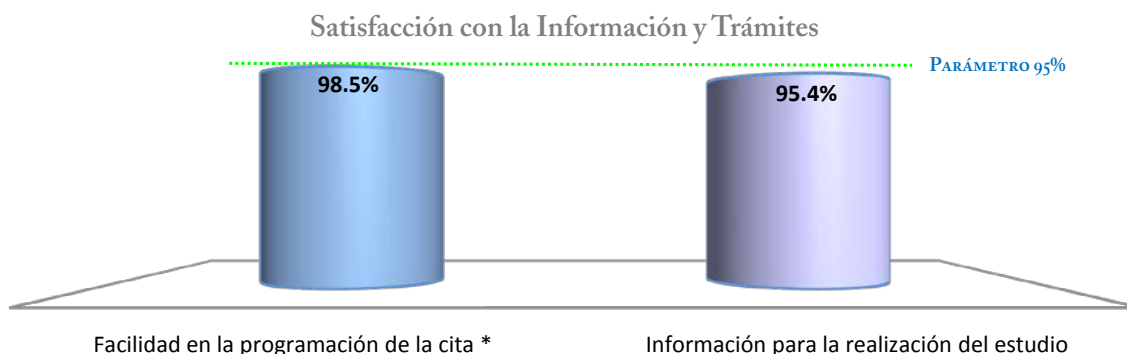 Satisfacción con la Información y Trámites
Parámetro 95%
98.5%
95.4%
Facilidad en la programación de la cita *
Información para la realización del estudio